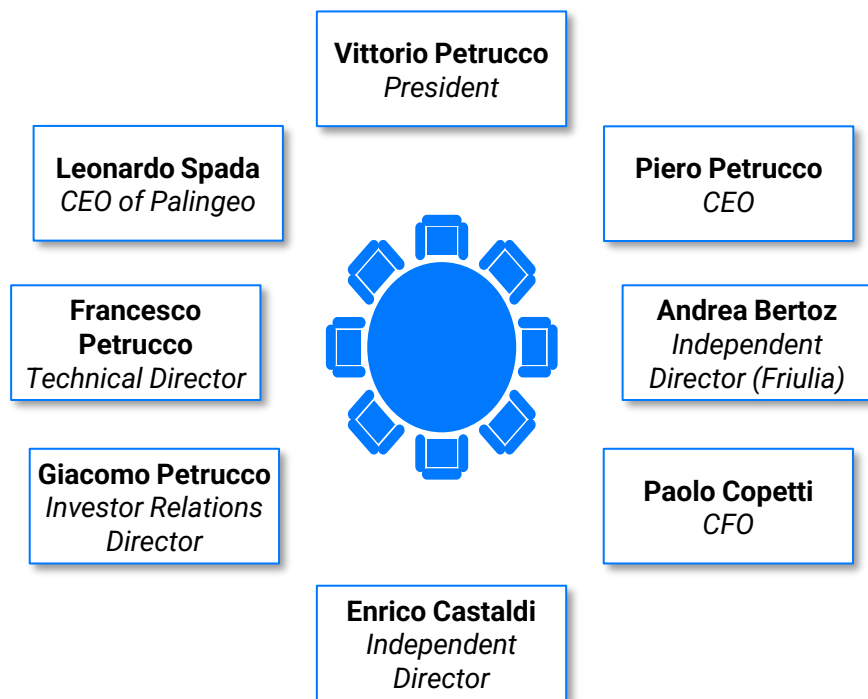 Vittorio Petrucco
President
Leonardo Spada
CEO of Palingeo
Piero Petrucco
CEO
Francesco
Petrucco
Technical Director
Andrea Bertoz
Independent
Director (Friulia)
Giacomo Petrucco
Investor Relations
Director
Paolo Copetti
CFO
Enrico Castaldi
Independent
Director